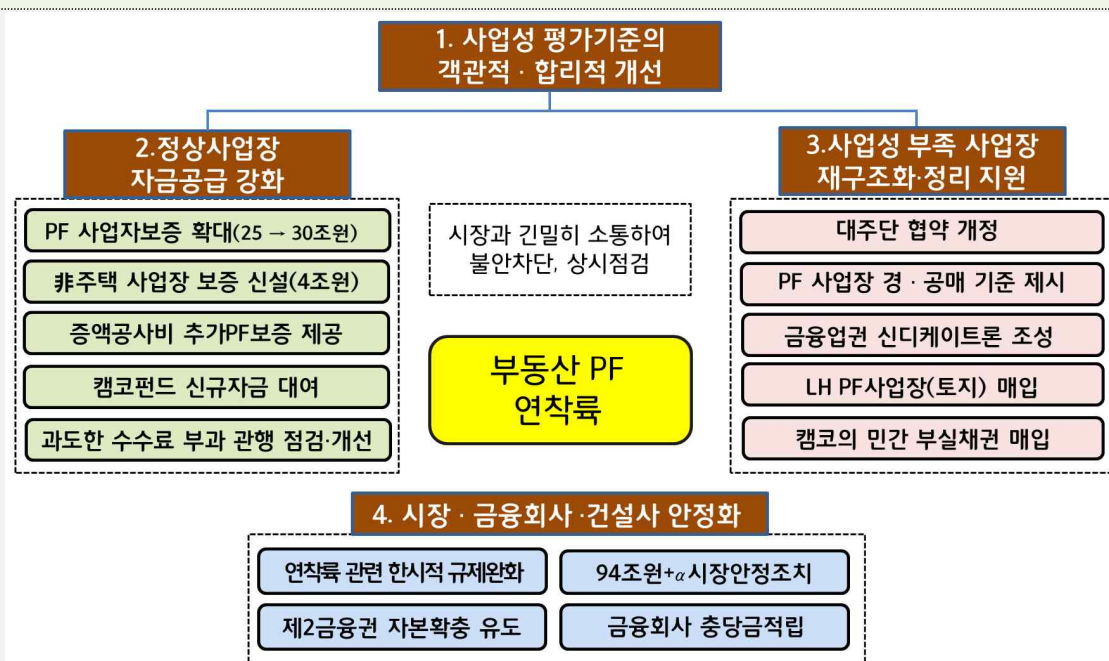 1. 사업성 평가기준의
객관적 · 합리적 개선
2.정상사업장
자금공급 강화
PF 사업자보증 확대(25 → 30조원)
非주택 사업장 보증 신설(4조원)
증액공사비 추가PF보증 제공
캠코펀드 신규자금 대여
과도한 수수료 부과 관행 점검·개선
시장과 긴밀히 소통하여
불안차단, 상시점검
부동산 PF
연착륙
3.사업성 부족 사업장
재구조화·정리 지원
대주단 협약 개정
PF 사업장 경 · 공매 기준 제시
금융업권 신디케이트론 조성
LH PF사업장(토지) 매입
캠코의 민간 부실채권 매입
4. 시장 · 금융회사 ·건설사 안정화
연착륙 관련 한시적 규제완화
94조원+α시장안정조치
제2금융권 자본확충 유도
금융회사 충당금적립